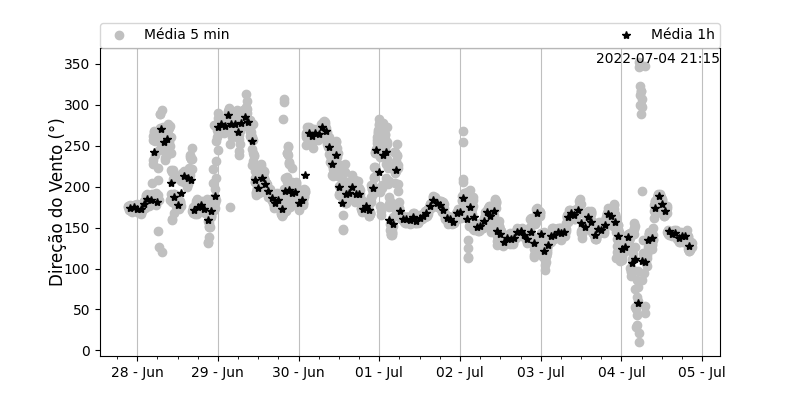 Média 5 min
Média 1h
2022-07-04 21:15
Direção do Vento (°)
350
300
250
200
150
100
50
0
28 - Jun
29 - Jun
30 - Jun
01 - Jul
02 - Jul
03 - Jul
04 - Jul
05 - Jul